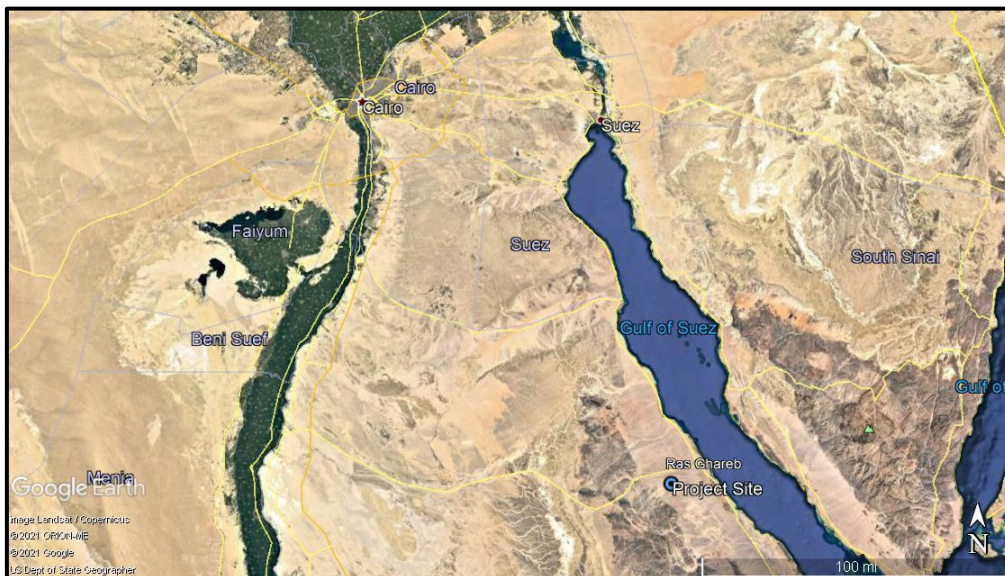 Cairo
Cairo
Suez
Faiyum
Suez
South Sinai
Gulf of Suez
Beni Suef
Gulf of
Ras Ghareb
Project Site
Menia
Google Earth
Image Landsat / Copernicus
© 2021 ORION-ME
© 2021 Google
US Dept of State Geographer
N
100 mi